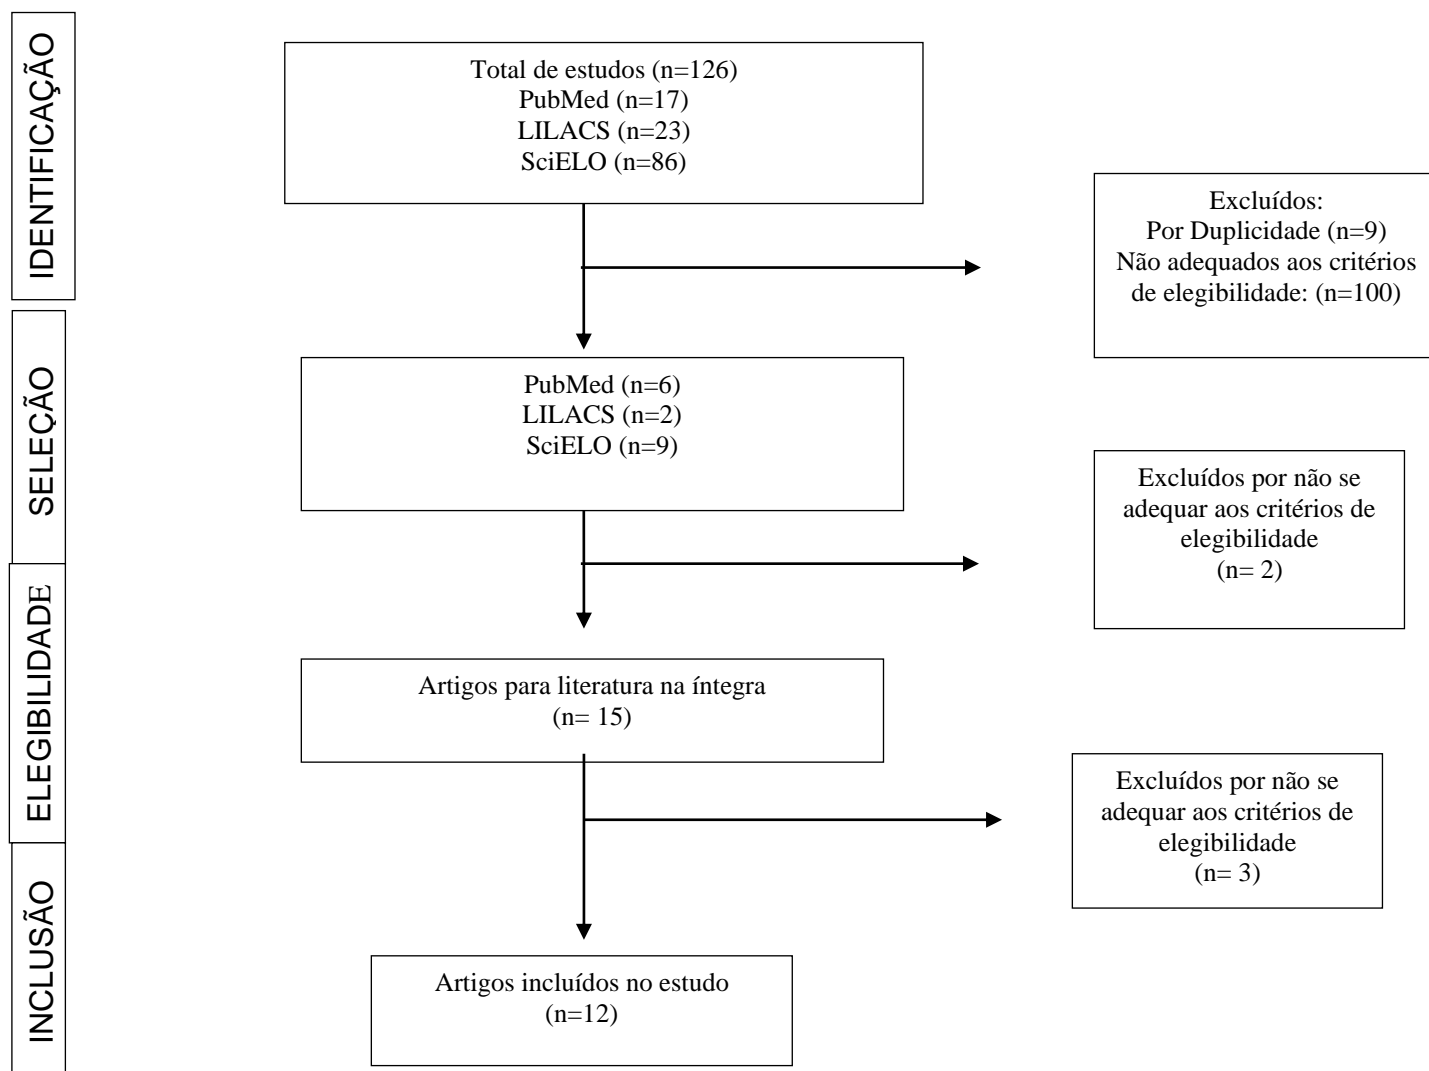 IDENTIFICAÇÃO
Total de estudos (n=126)
PubMed (n=17)
LILACS (n=23)
SciELO (n=86)
Excluídos:
Por Duplicidade (n=9)
Não adequados aos critérios
de elegibilidade: (n=100)
SELEÇÃO
PubMed (n=6)
LILACS (n=2)
SciELO (n=9)
Excluídos por não se
adequar aos critérios de
elegibilidade
(n= 2)
ELEGIBILIDADE
Artigos para literatura na íntegra
(n= 15)
Excluídos por não se
adequar aos critérios de
elegibilidade
(n= 3)
INCLUSÃO
Artigos incluídos no estudo
(n=12)